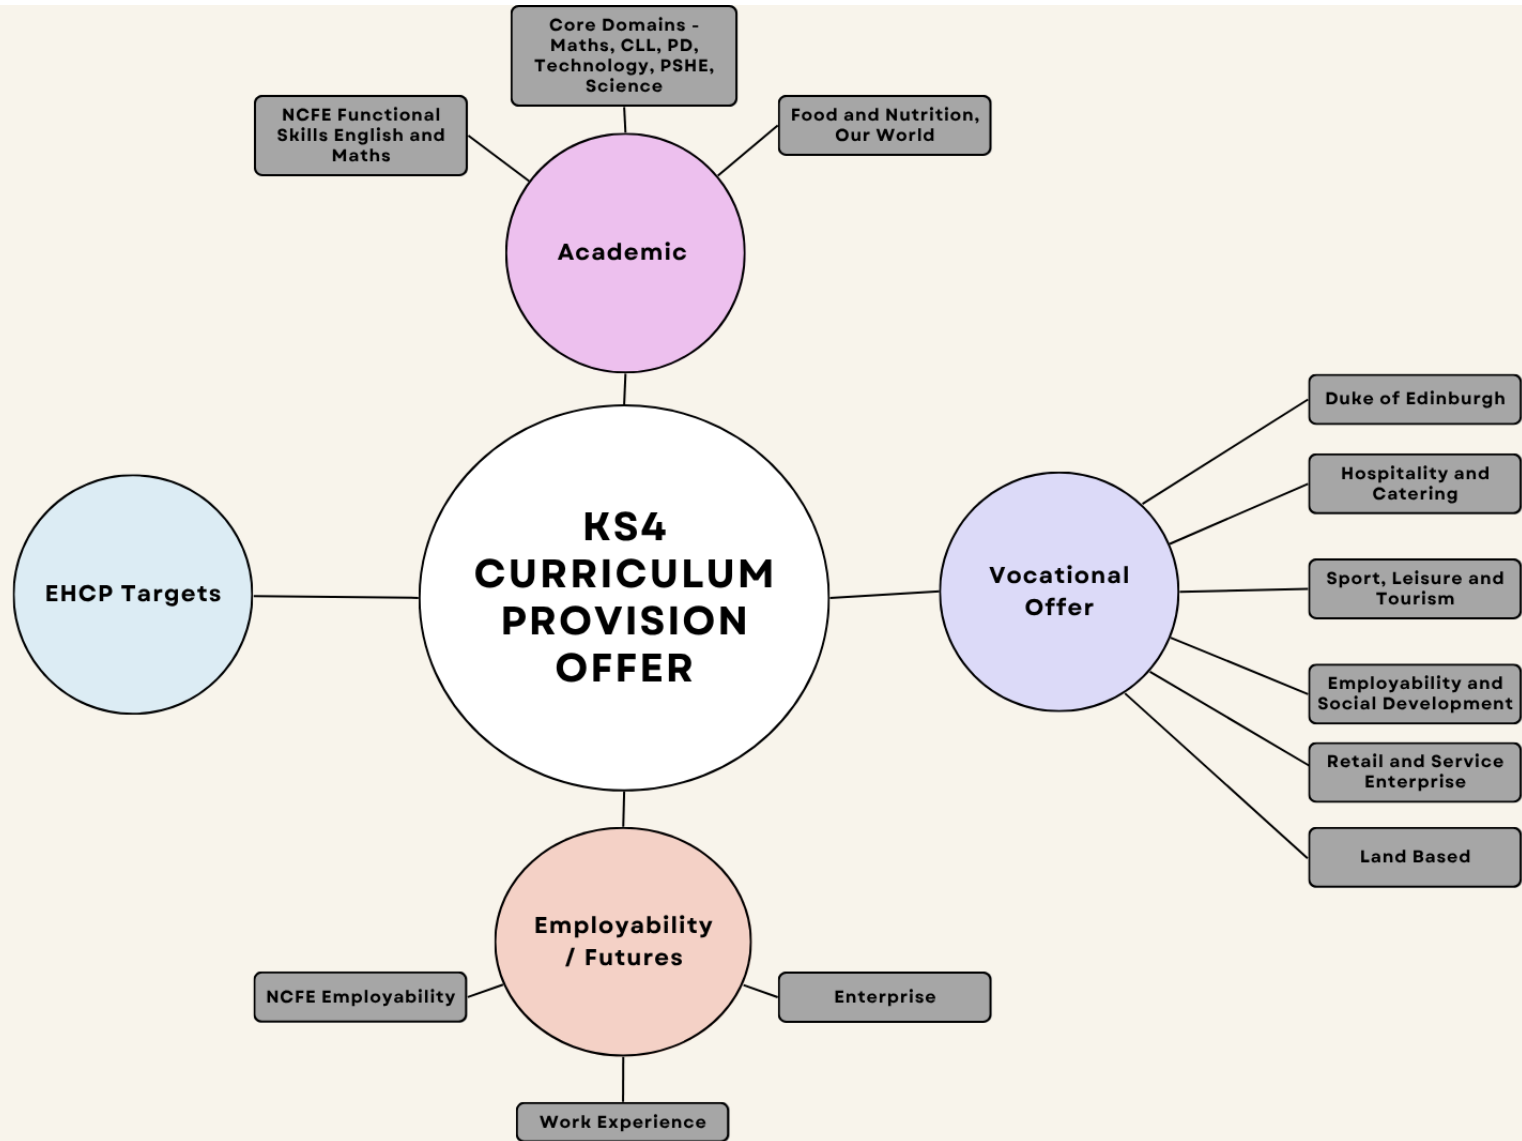 Core Domains -
Maths, CLL, PD,
Technology, PSHE,
Science
NCFE Functional
Skills English and
Maths
Food and Nutrition,
Our World
Academic
KS4
CURRICULUM
PROVISION
OFFER
EHCP Targets
Vocational
Offer
Duke of Edinburgh
Hospitality and
Catering
Sport, Leisure and
Tourism
Employability and
Social Development
Retail and Service
Enterprise
Land Based
Employability
/ Futures
NCFE Employability
Enterprise
Work Experience